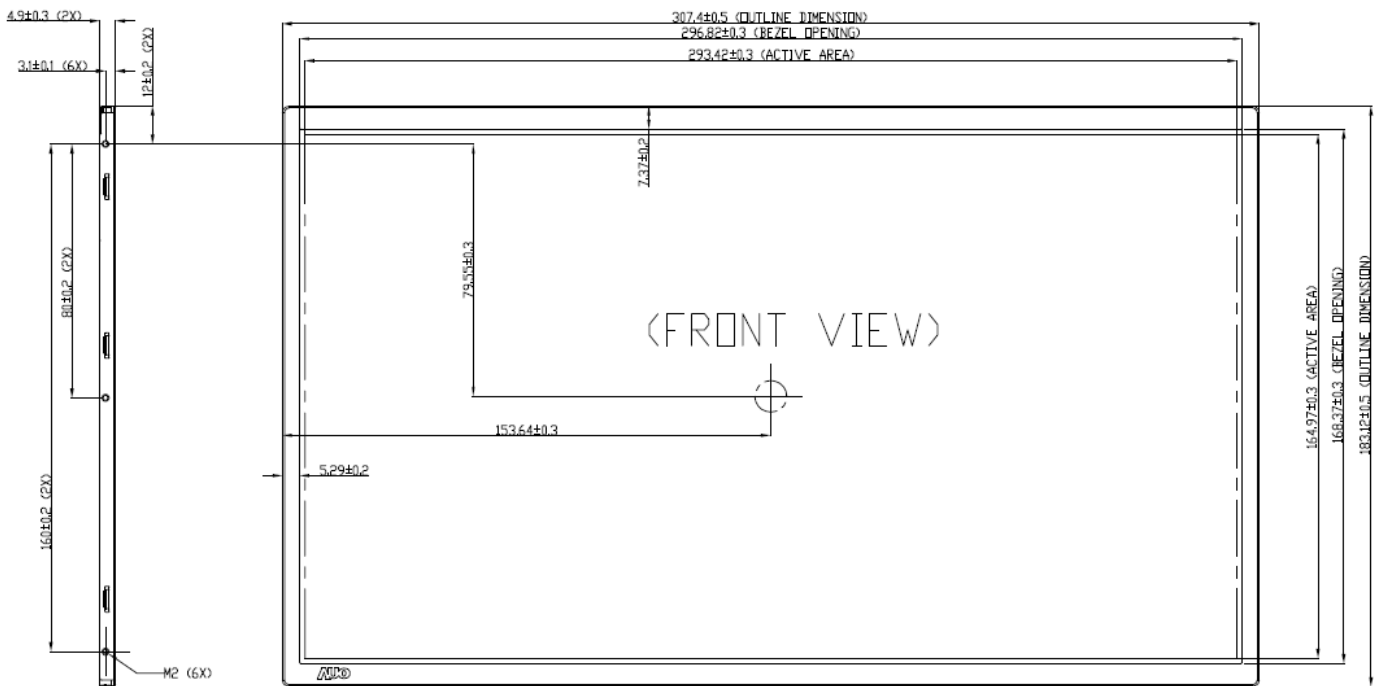 4.9±0.3 (2X)
307.4±0.5 (OUTLINE DIMENSION)
296.82±0.3 (BEZEL OPENING)
293.42±0.3 (ACTIVE AREA)
3.1±0.1 (6X)
12±0.2 (2X)
7.37±0.2
79.55±0.3
80±0.2 (2X)
(FRONT VIEW)
164.97±0.3 (ACTIVE AREA)
168.37±0.3 (BEZEL OPENING)
183.12±0.5 (OUTLINE DIMENSION)
153.64±0.3
5.29±0.2
160±0.2 (2X)
M2 (6X)
AUO